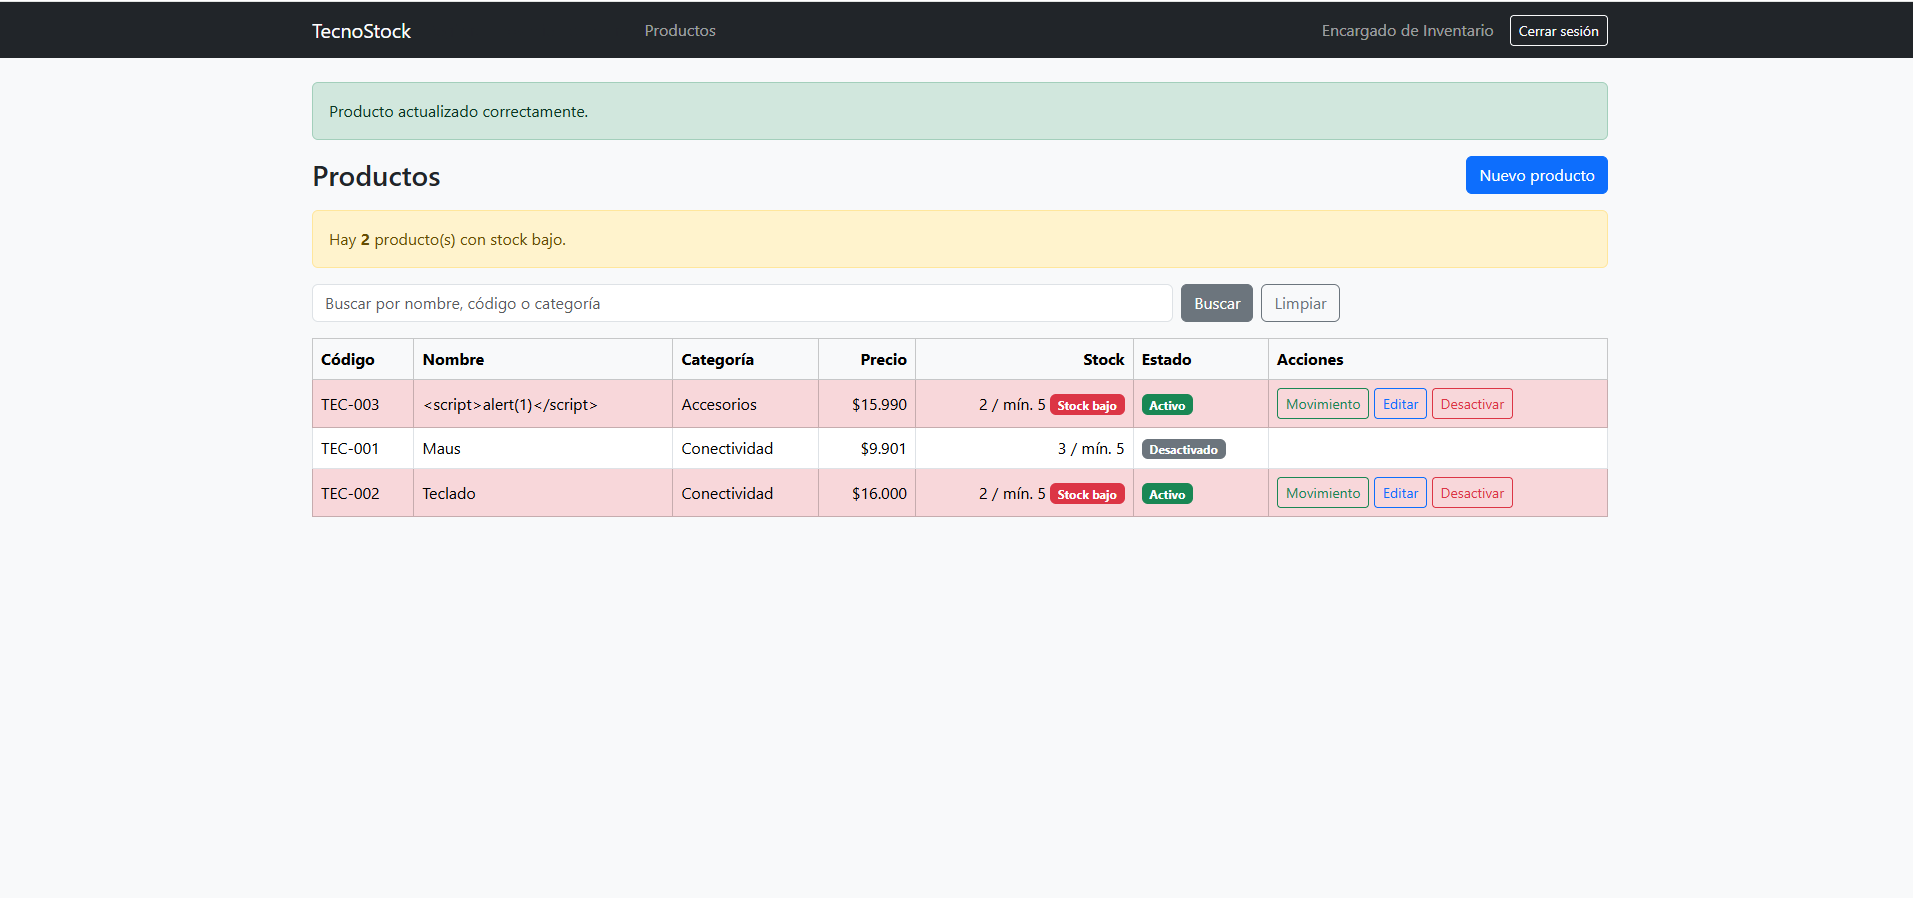 TecnoStock Productos Encargado de Inventario Cerrar sesión
Producto actualizado correctamente.
Productos Nuevo producto
Hay 2 producto(s) con stock bajo.
Buscar por nombre, código o categoría Buscar Limpiar
Código Nombre Categoría Precio Stock Estado Acciones
TEC-003 <script>alert(1)</script> Accesorios $15.990 2 / mín. 5 Stock bajo Activo Movimiento Editar Desactivar
TEC-001 Maus Conectividad $9.901 3 / mín. 5 Desactivado
TEC-002 Teclado Conectividad $16.000 2 / mín. 5 Stock bajo Activo Movimiento Editar Desactivar